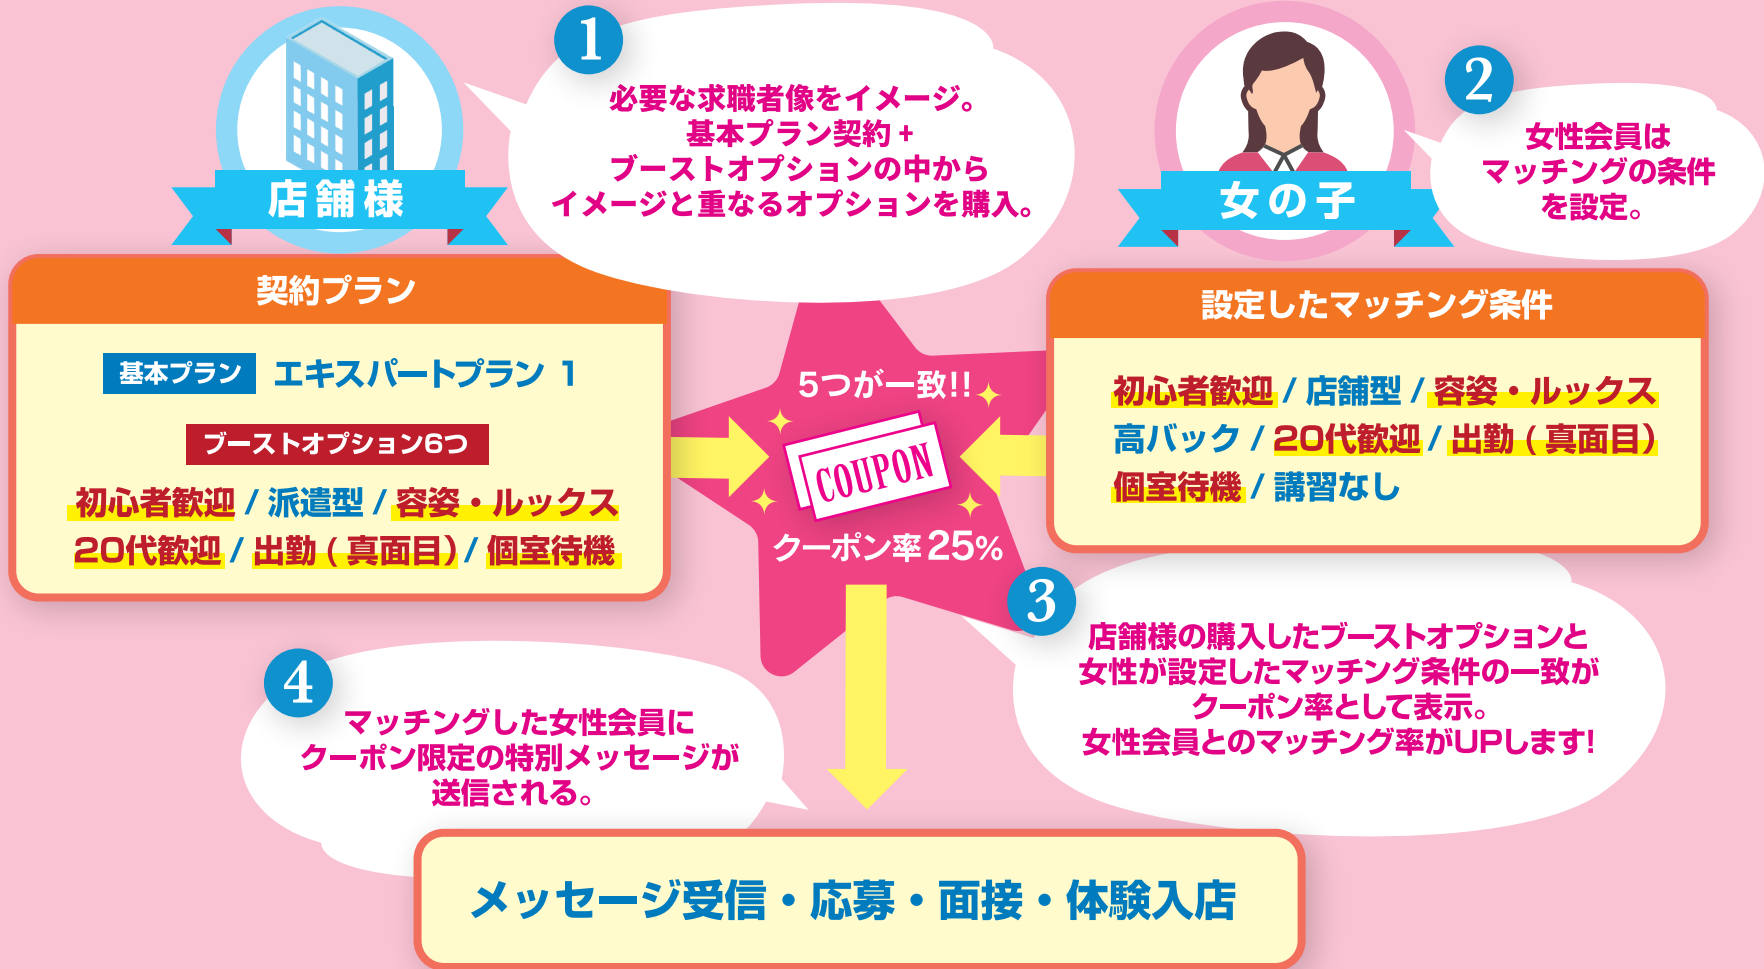 1
必要な求職者像をイメージ。
基本プラン契約 +
ブーストオプションの中から
イメージと重なるオプションを購入。
店舗様
契約プラン
基本プラン エキスパートプラン 1
ブーストオプション6つ
初心者歓迎 / 派遣型 / 容姿・ルックス
20代歓迎 / 出勤 ( 真面目) / 個室待機
2
女性会員は
マッチングの条件
を設定。
女の子
設定したマッチング条件
初心者歓迎 / 店舗型 / 容姿・ルックス
高バック / 20代歓迎 / 出勤 ( 真面目)
個室待機 / 講習なし
5つが一致!!
COUPON
クーポン率 25%
3
店舗様の購入したブーストオプションと
女性が設定したマッチング条件の一致が
クーポン率として表示。
女性会員とのマッチング率がUPします!
4
マッチングした女性会員に
クーポン限定の特別メッセージが
送信される。
メッセージ受信・応募・面接・体験入店